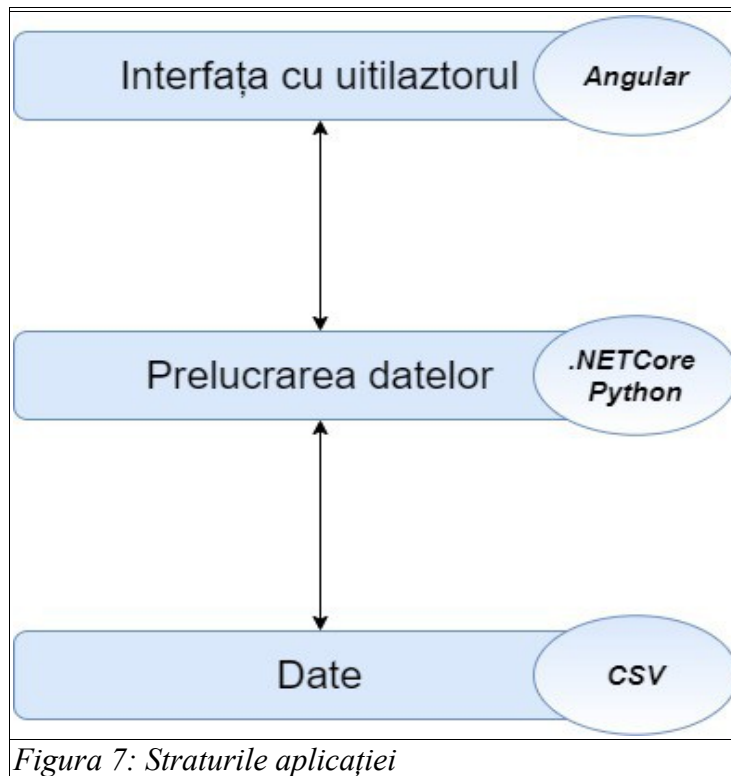 Interfața cu uitilaztorul
Angular
Prelucrarea datelor
.NETCore
Python
Date
CSV
Figura 7: Straturile aplicației